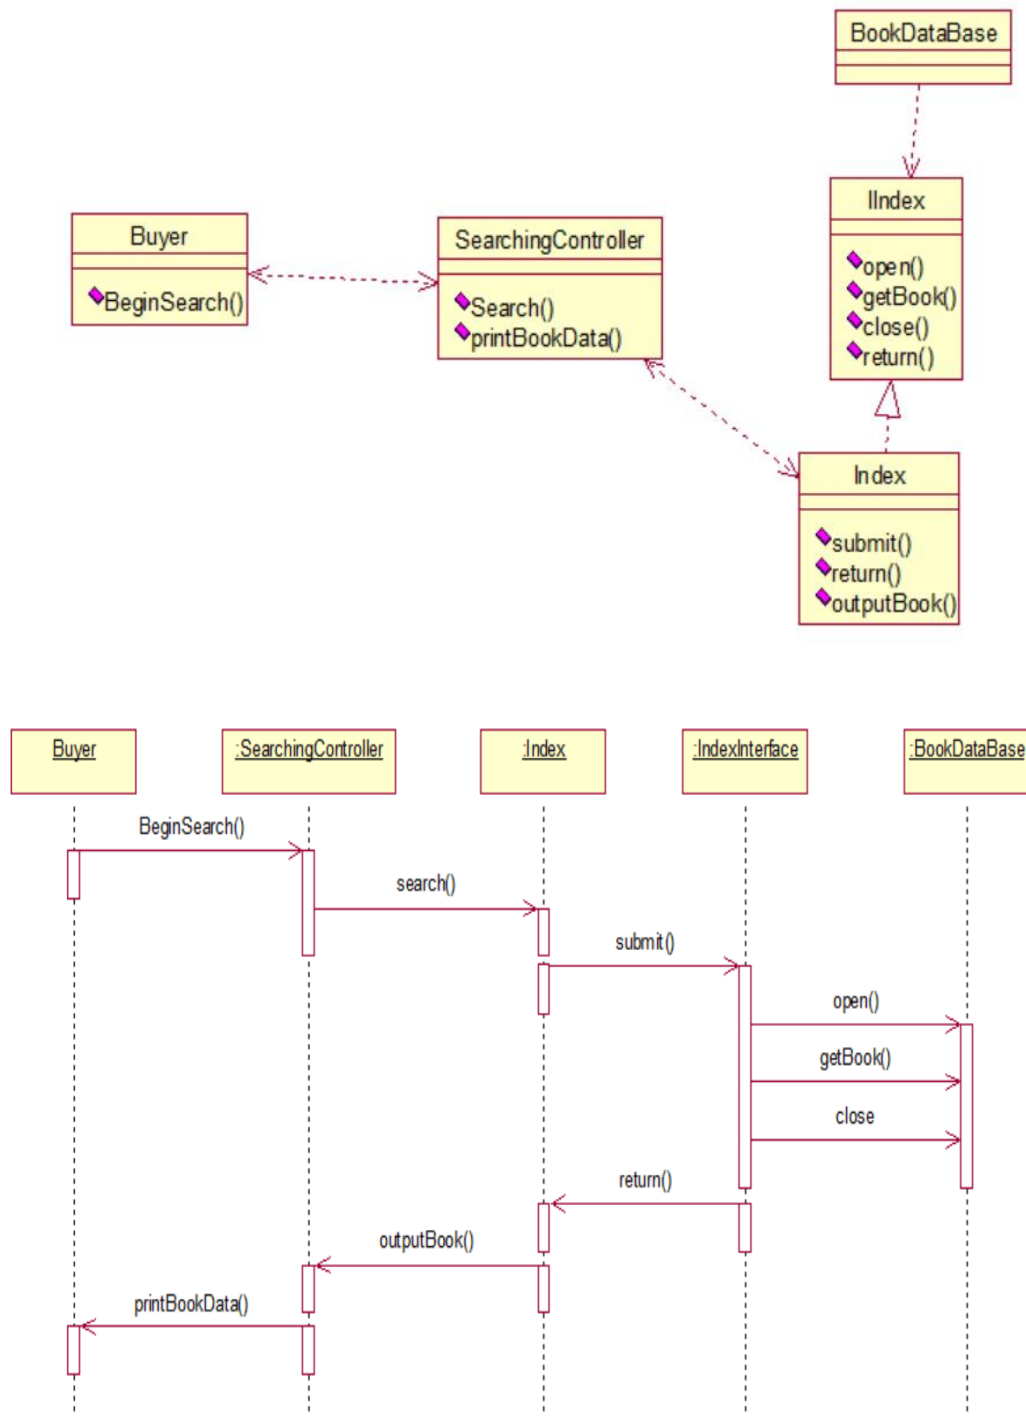 BookDataBase
IIndex
open()
getBook()
close()
return()
Buyer
BeginSearch()
SearchingController
Search()
printBookData()
Index
submit()
return()
outputBook()
Buyer
:SearchingController
:Index
:IndexInterface
:BookDataBase
BeginSearch()
search()
submit()
open()
getBook()
close
return()
outputBook()
printBookData()